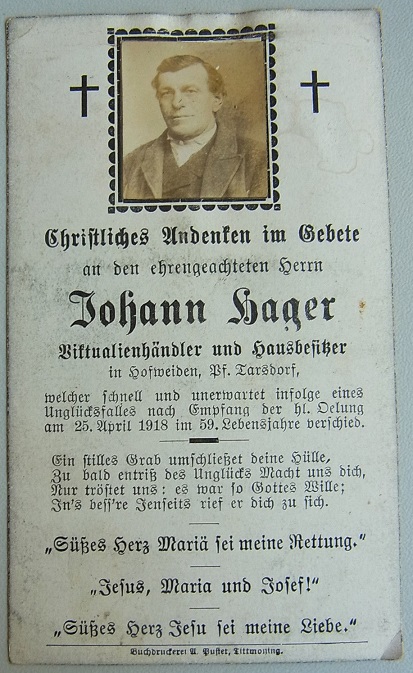 Christliches Andenken im Gebete
an den ehrengeachteten Herrn
Johann Hager
Viktualienhändler und Hausbesitzer
in Hofweiden, Pf. Tarsdorf,
welcher schnell und unerwartet infolge eines
Unglücksfalles nach Empfang der hl. Oelung
am 25. April 1918 im 59. Lebensjahre verschied.
Ein stilles Grab umschließet deine Hülle,
Zu bald entriß des Unglücks Macht uns dich,
Nur tröstet uns: es war so Gottes Wille;
In's bess're Jenseits rief er dich zu sich.
„Süßes Herz Mariä sei meine Rettung."
„Jesus, Maria und Josef!"
„Süßes Herz Jesu sei meine Liebe."
Buchdruckerei A. Pustet, Tittmoning.